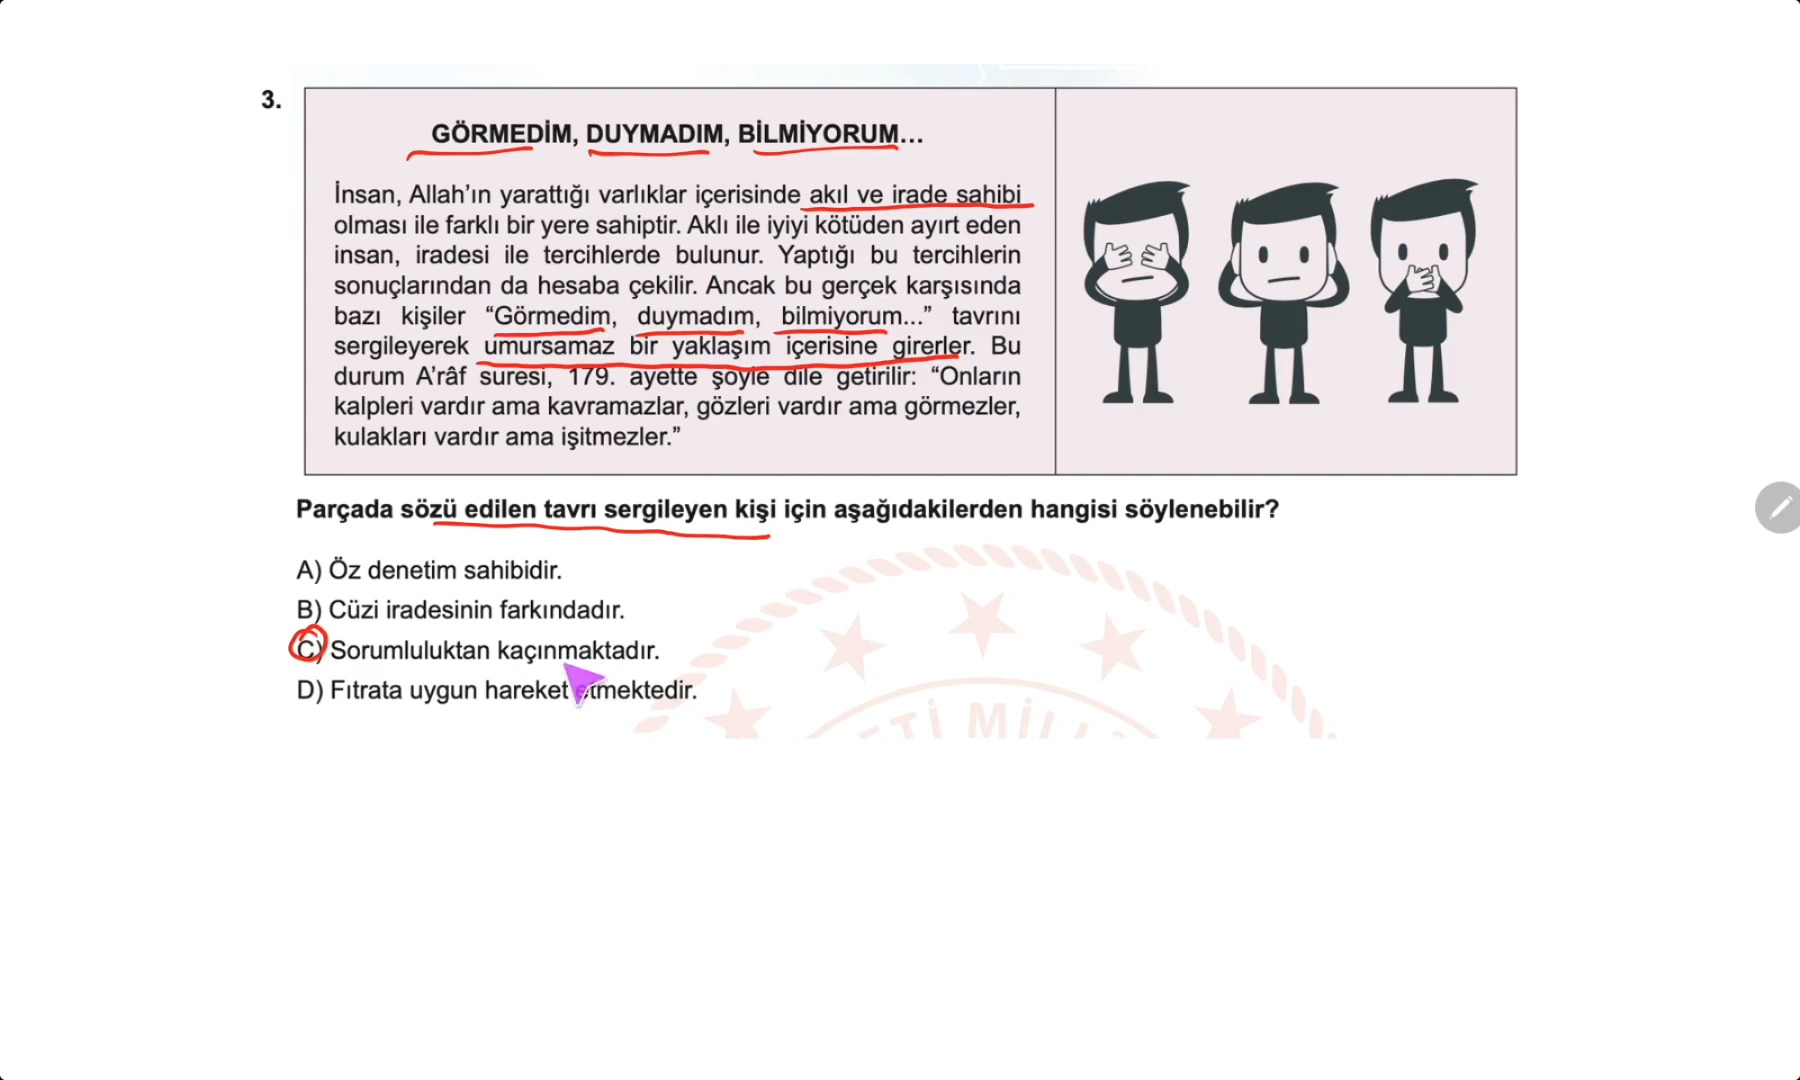 3.
GÖRMEDİM, DUYMADIM, BİLMİYORUM...
İnsan, Allah’ın yarattığı varlıklar içerisinde akıl ve irade sahibi
olması ile farklı bir yere sahiptir. Aklı ile iyiyi kötüden ayırt eden
insan, iradesi ile tercihlerde bulunur. Yaptığı bu tercihlerin
sonuçlarından da hesaba çekilir. Ancak bu gerçek karşısında
bazı kişiler “Görmedim, duymadım, bilmiyorum...” tavrını
sergileyerek umursamaz bir yaklaşım içerisine girerler. Bu
durum A’râf suresi, 179. ayette şöyle dile getirilir: “Onların
kalpleri vardır ama kavramazlar, gözleri vardır ama görmezler,
kulakları vardır ama işitmezler.”
Parçada sözü edilen tavrı sergileyen kişi için aşağıdakilerden hangisi söylenebilir?
A) Öz denetim sahibidir.
B) Cüzi iradesinin farkındadır.
C) Sorumluluktan kaçınmaktadır.
D) Fıtrata uygun hareket etmektedir.